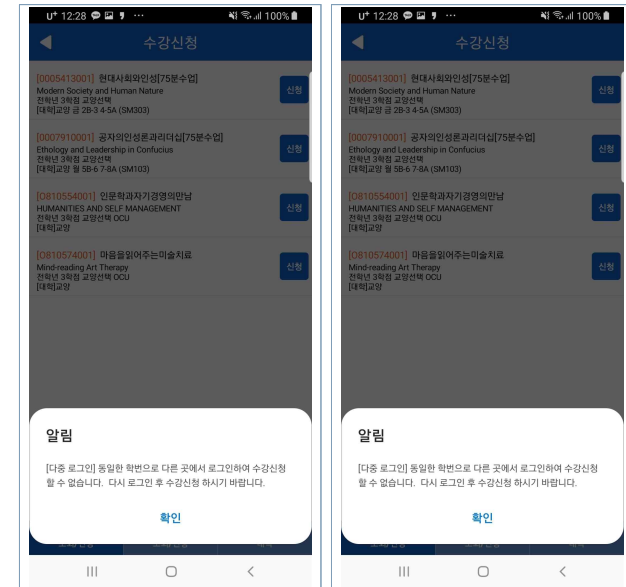 U+ 12:28 100%
수강신청
[0005413001] 현대사회와인성[75분수업]
Modern Society and Human Nature
전학년 3학점 교양선택
[대학]교양 금 2B-3 4-5A (SM303)
신청
[0007910001] 공자의인성론과리더십[75분수업]
Ethology and Leadership in Confucius
전학년 3학점 교양선택
[대학]교양 월 5B-6 7-8A (SM103)
신청
[O810554001] 인문학과자기경영의만남
HUMANITIES AND SELF MANAGEMENT
전학년 3학점 교양선택 OCU
[대학]교양
신청
[O810574001] 마음을읽어주는미술치료
Mind-reading Art Therapy
전학년 3학점 교양선택 OCU
[대학]교양
신청
알림
[다중 로그인] 동일한 학번으로 다른 곳에서 로그인하여 수강신청
할 수 없습니다. 다시 로그인 후 수강신청 하시기 바랍니다.
확인
U+ 12:28 100%
수강신청
[0005413001] 현대사회와인성[75분수업]
Modern Society and Human Nature
전학년 3학점 교양선택
[대학]교양 금 2B-3 4-5A (SM303)
신청
[0007910001] 공자의인성론과리더십[75분수업]
Ethology and Leadership in Confucius
전학년 3학점 교양선택
[대학]교양 월 5B-6 7-8A (SM103)
신청
[O810554001] 인문학과자기경영의만남
HUMANITIES AND SELF MANAGEMENT
전학년 3학점 교양선택 OCU
[대학]교양
신청
[O810574001] 마음을읽어주는미술치료
Mind-reading Art Therapy
전학년 3학점 교양선택 OCU
[대학]교양
신청
알림
[다중 로그인] 동일한 학번으로 다른 곳에서 로그인하여 수강신청
할 수 없습니다. 다시 로그인 후 수강신청 하시기 바랍니다.
확인